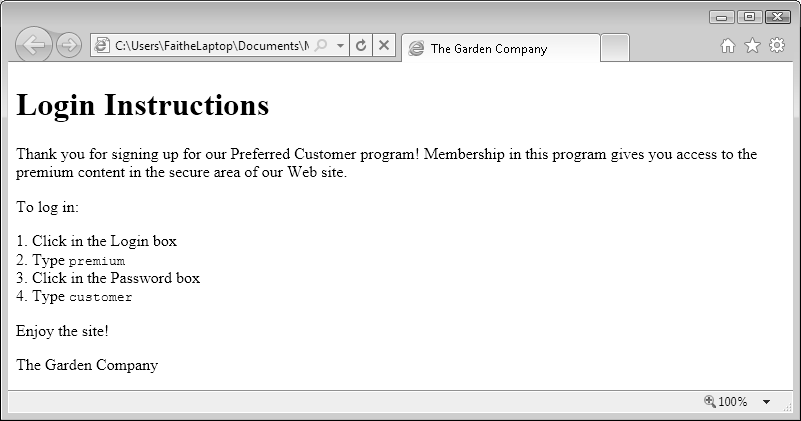 C:\Users\FaitheLaptop\Documents\
The Garden Company
Login Instructions
Thank you for signing up for our Preferred Customer program! Membership in this program gives you access to the
premium content in the secure area of our Web site.
To log in:
1. Click in the Login box
2. Type premium
3. Click in the Password box
4. Type customer
Enjoy the site!
The Garden Company
100%